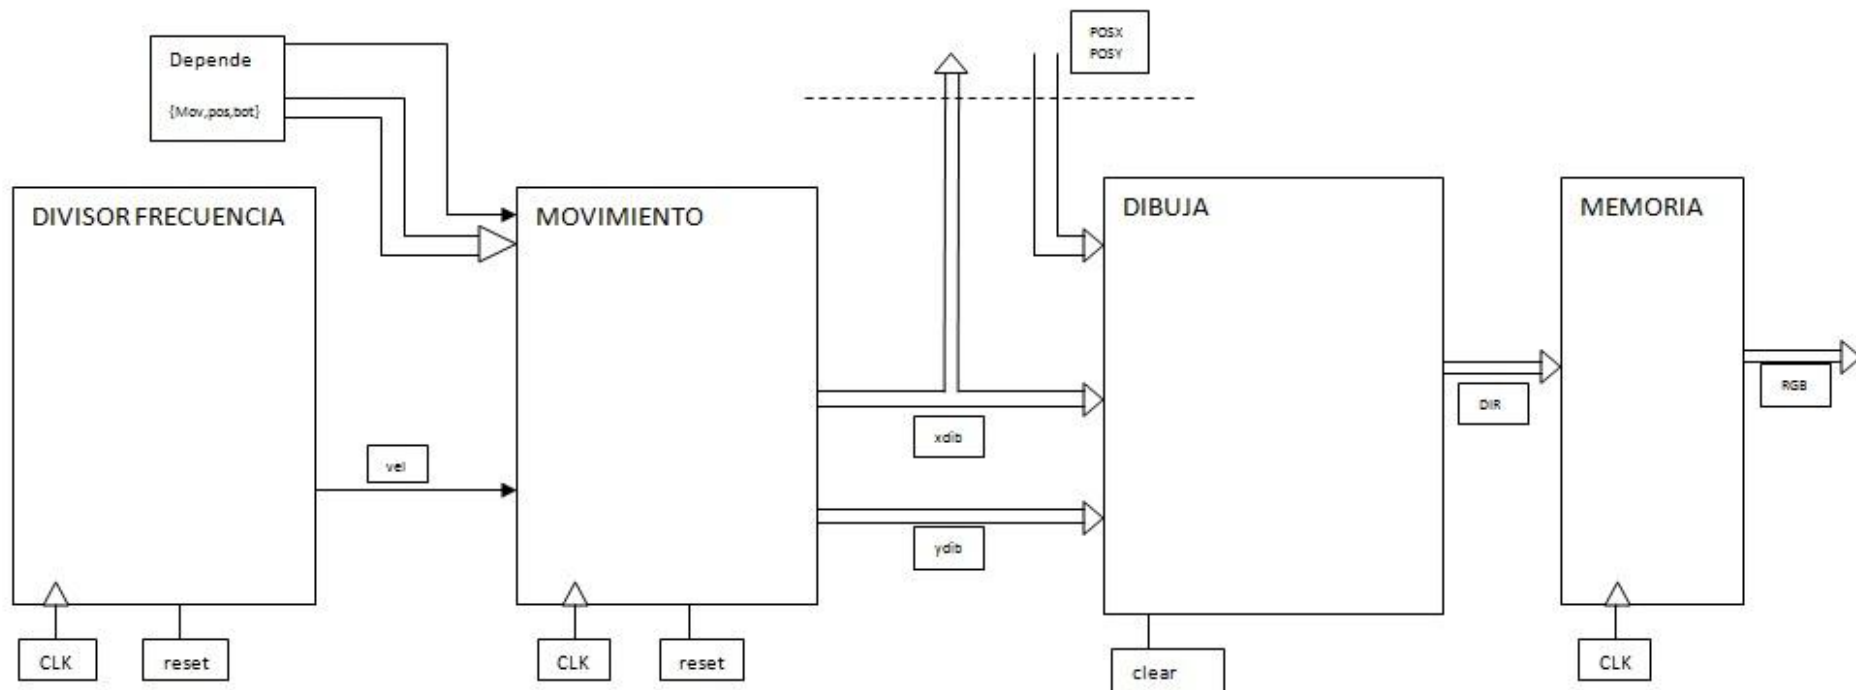 POSX
POSY
Depende
{Mov,pos,bot}
DIVISOR FRECUENCIA
MOVIMIENTO
DIBUJA
MEMORIA
vel
xdib
ydib
DIR
RGB
CLK
reset
CLK
reset
clear
CLK